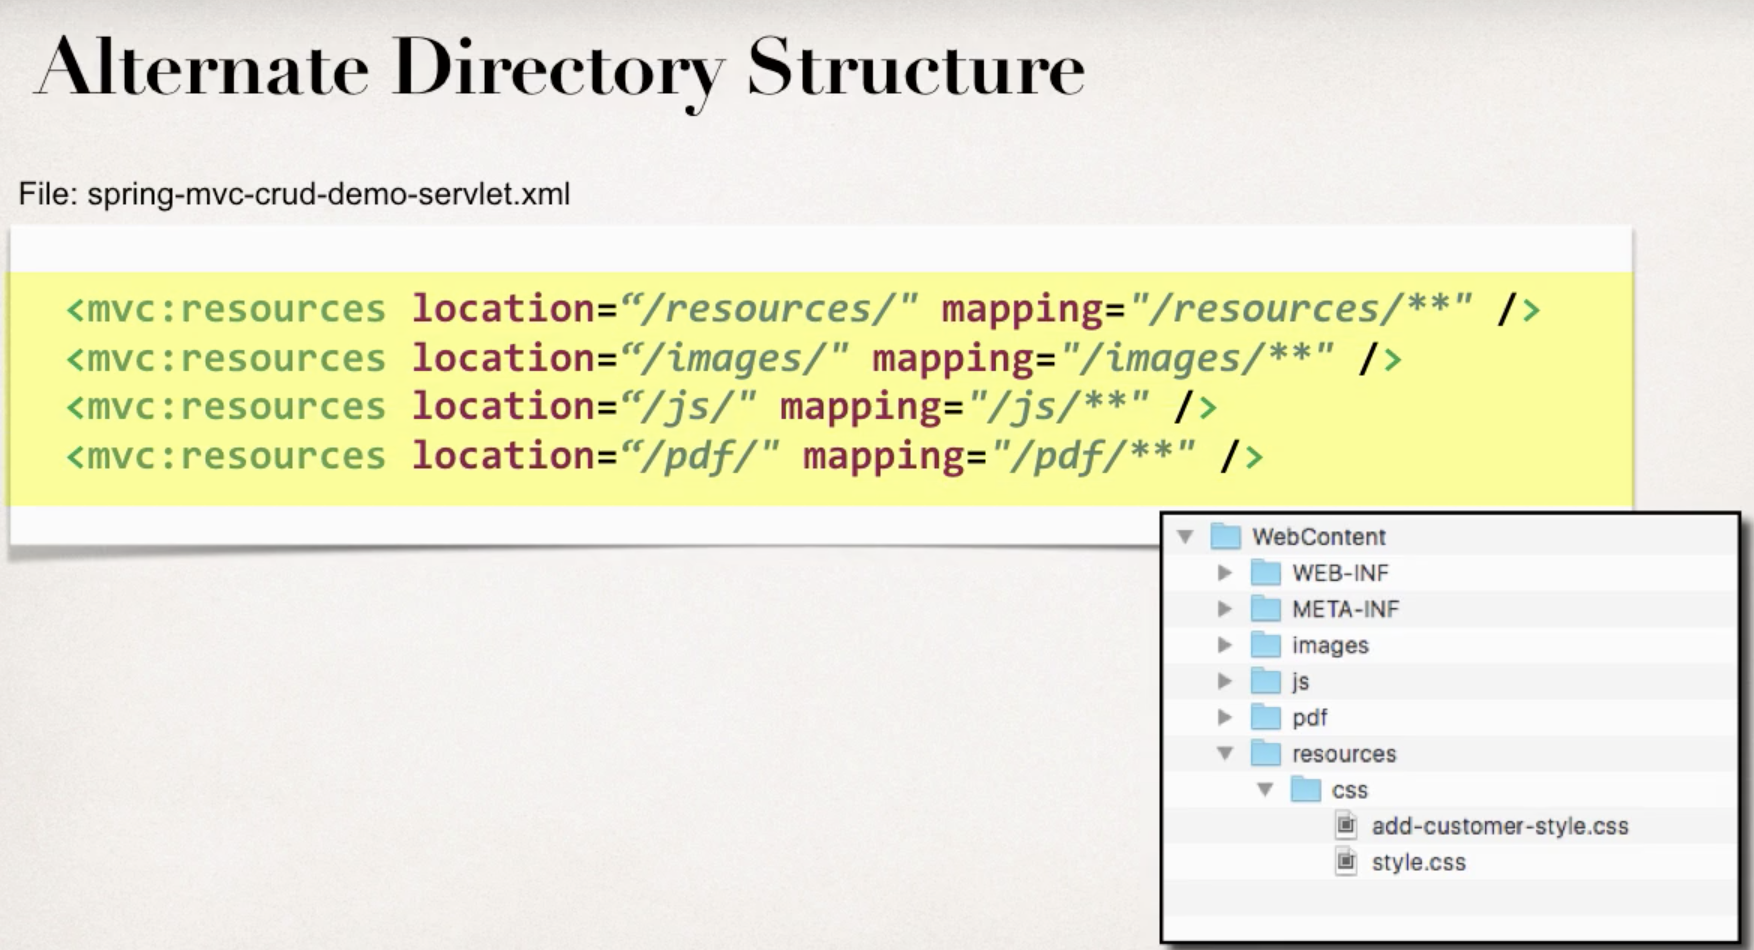 Alternate Directory Structure
File: spring-mvc-crud-demo-servlet.xml
<mvc:resources location=“/resources/" mapping="/resources/**" />
<mvc:resources location=“/images/" mapping="/images/**" />
<mvc:resources location=“/js/" mapping="/js/**" />
<mvc:resources location=“/pdf/" mapping="/pdf/**" />
WebContent
WEB-INF
META-INF
images
js
pdf
resources
css
add-customer-style.css
style.css